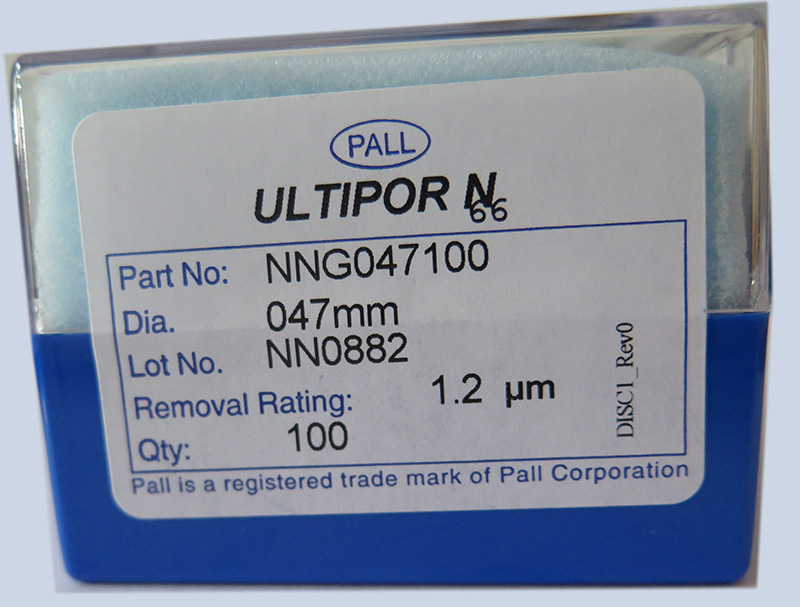 PALL
ULTIPOR N66
Part No: NNG047100
Dia. 047mm
Lot No. NN0882
Removal Rating: 1.2 µm
Qty: 100
DISC1_Rev0
Pall is a registered trade mark of Pall Corporation